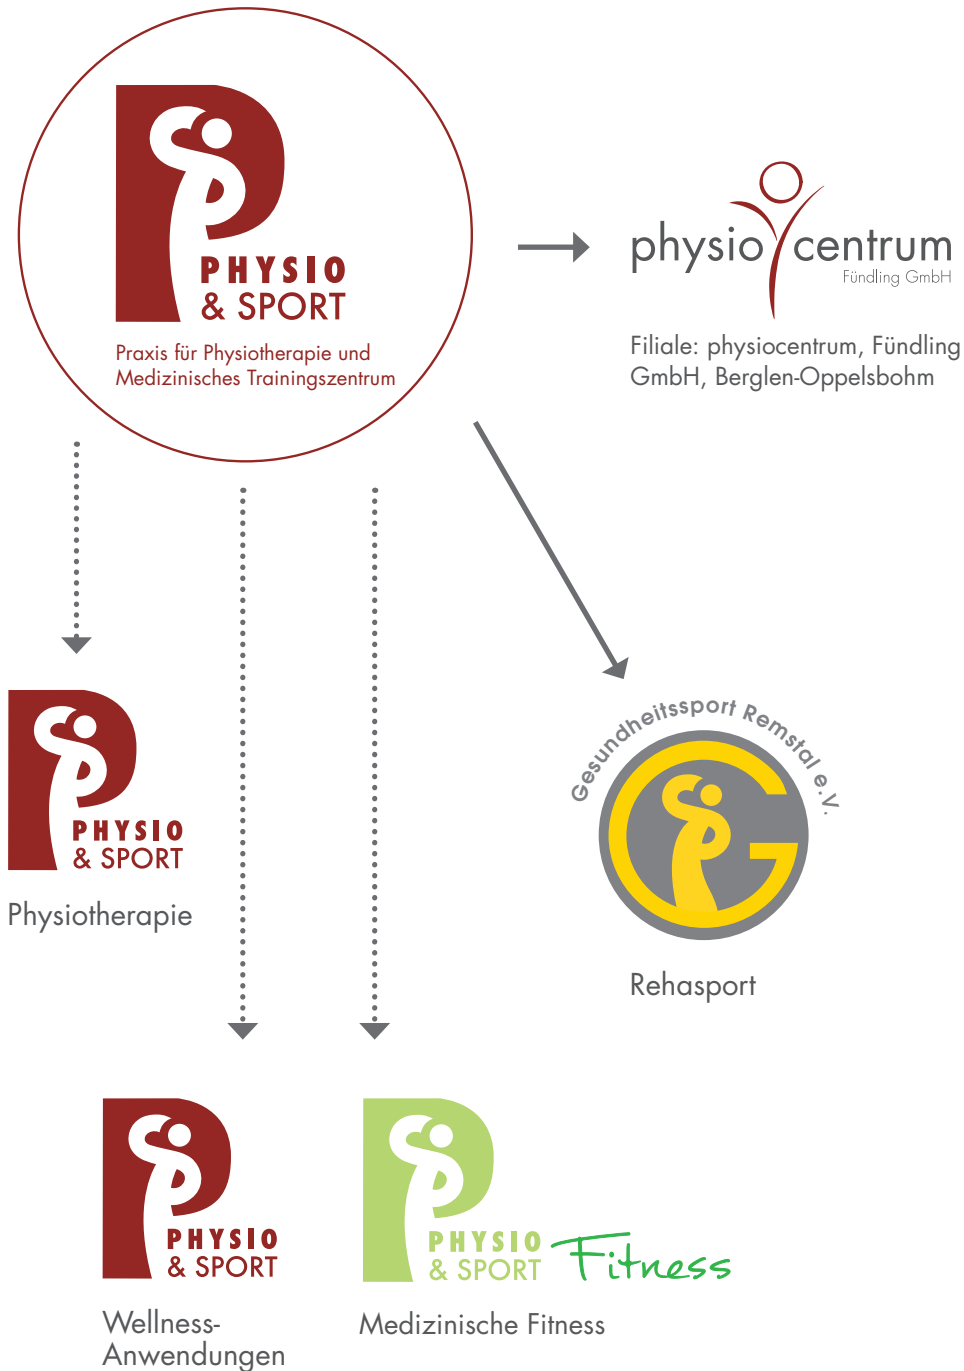 PHYSIO
& SPORT
Praxis für Physiotherapie und
Medizinisches Trainingszentrum
physio centrum
Fündling GmbH
Filiale: physiocentrum, Fündling
GmbH, Berglen-Oppelsbohm
PHYSIO
& SPORT
Physiotherapie
Gesundheitssport Remstal e.V.
Rehasport
PHYSIO
& SPORT
Wellness-
Anwendungen
PHYSIO
& SPORT
Fitness
Medizinische Fitness